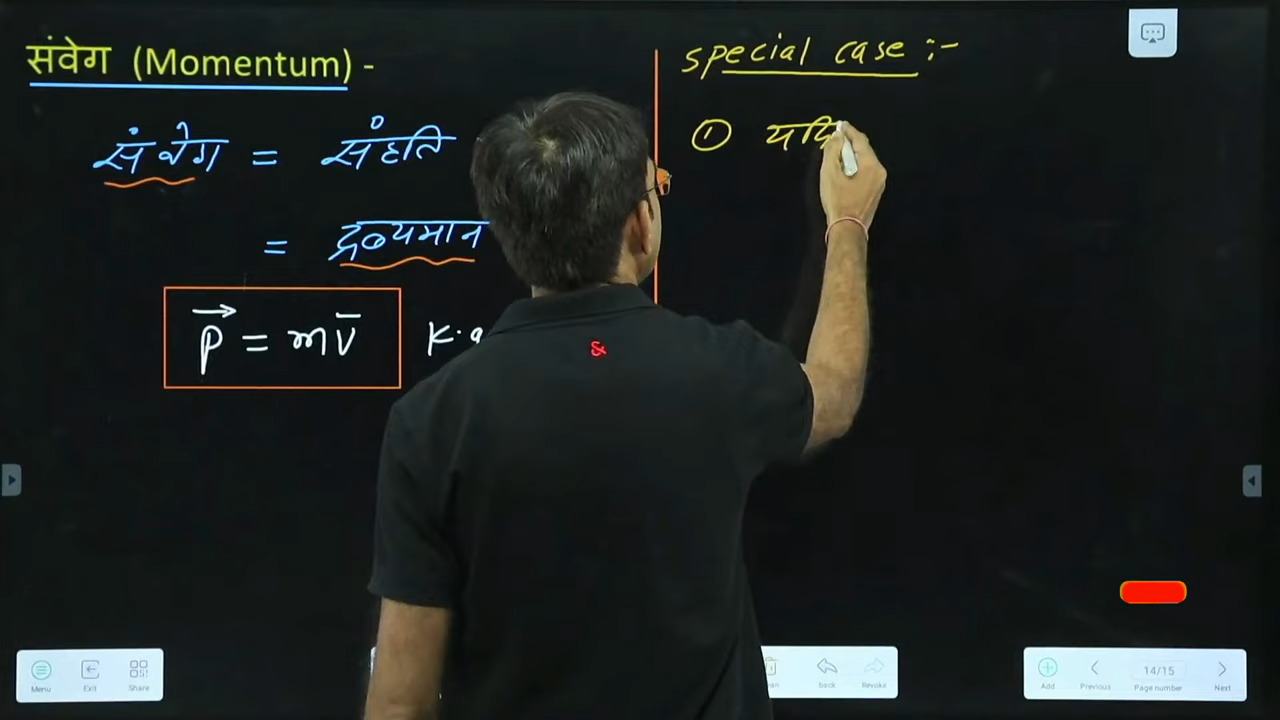 संवेग (Momentum) -
संवेग = संहति
= द्रव्यमान
p = mv K.g
special case :-
① यदि
&
Menu Exit Share
back Revoke
Add Previous 14/15 Page number Next